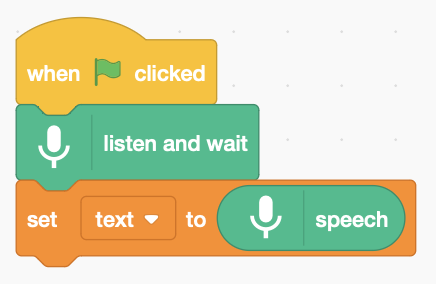 when clicked
listen and wait
set text to speech